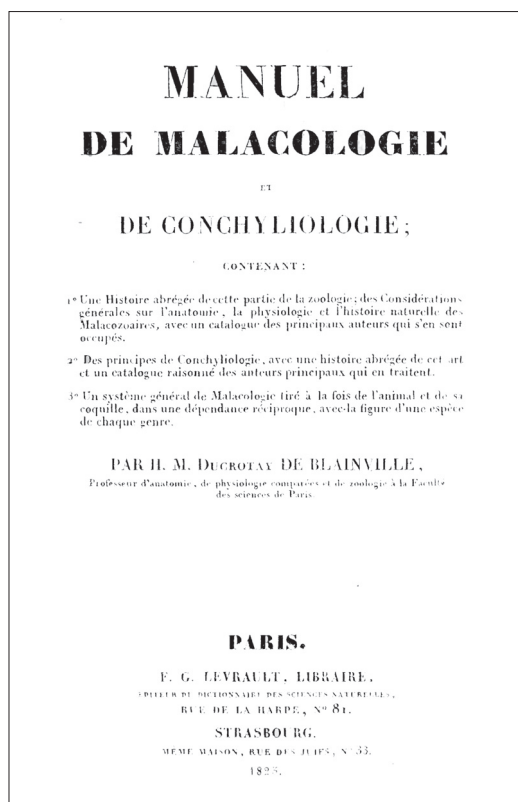 MANUEL
DE MALACOLOGIE
ET
DE CONCHYLIOLOGIE;
CONTENANT:
1º Une Histoire abrégée de cette partie de la zoologie; des Considérations
générales sur l'anatomie, la physiologie et l'histoire naturelle des
Malacozoaires, avec un catalogue des principaux auteurs qui s'en sont
occupés.
2º Des principes de Conchyliologie, avec une histoire abrégée de cet art
et un catalogue raisonné des auteurs principaux qui en traitent.
3º Un système général de Malacologie tiré à la fois de l'animal et de sa
coquille, dans une dépendance réciproque, avec la figure d'une espèce
de chaque genre.
PAR H. M. DUCROTAY DE BLAINVILLE,
Professeur d'anatomie, de physiologie comparées et de zoologie à la Faculté
des sciences de Paris.
PARIS.
F. G. LEVRAULT, LIBRAIRE,
ÉDITEUR DU DICTIONNAIRE DES SCIENCES NATURELLES,
RUE DE LA HARPE, Nº 81.
STRASBOURG.
MÊME MAISON, RUE DES JUIFS, Nº 33.